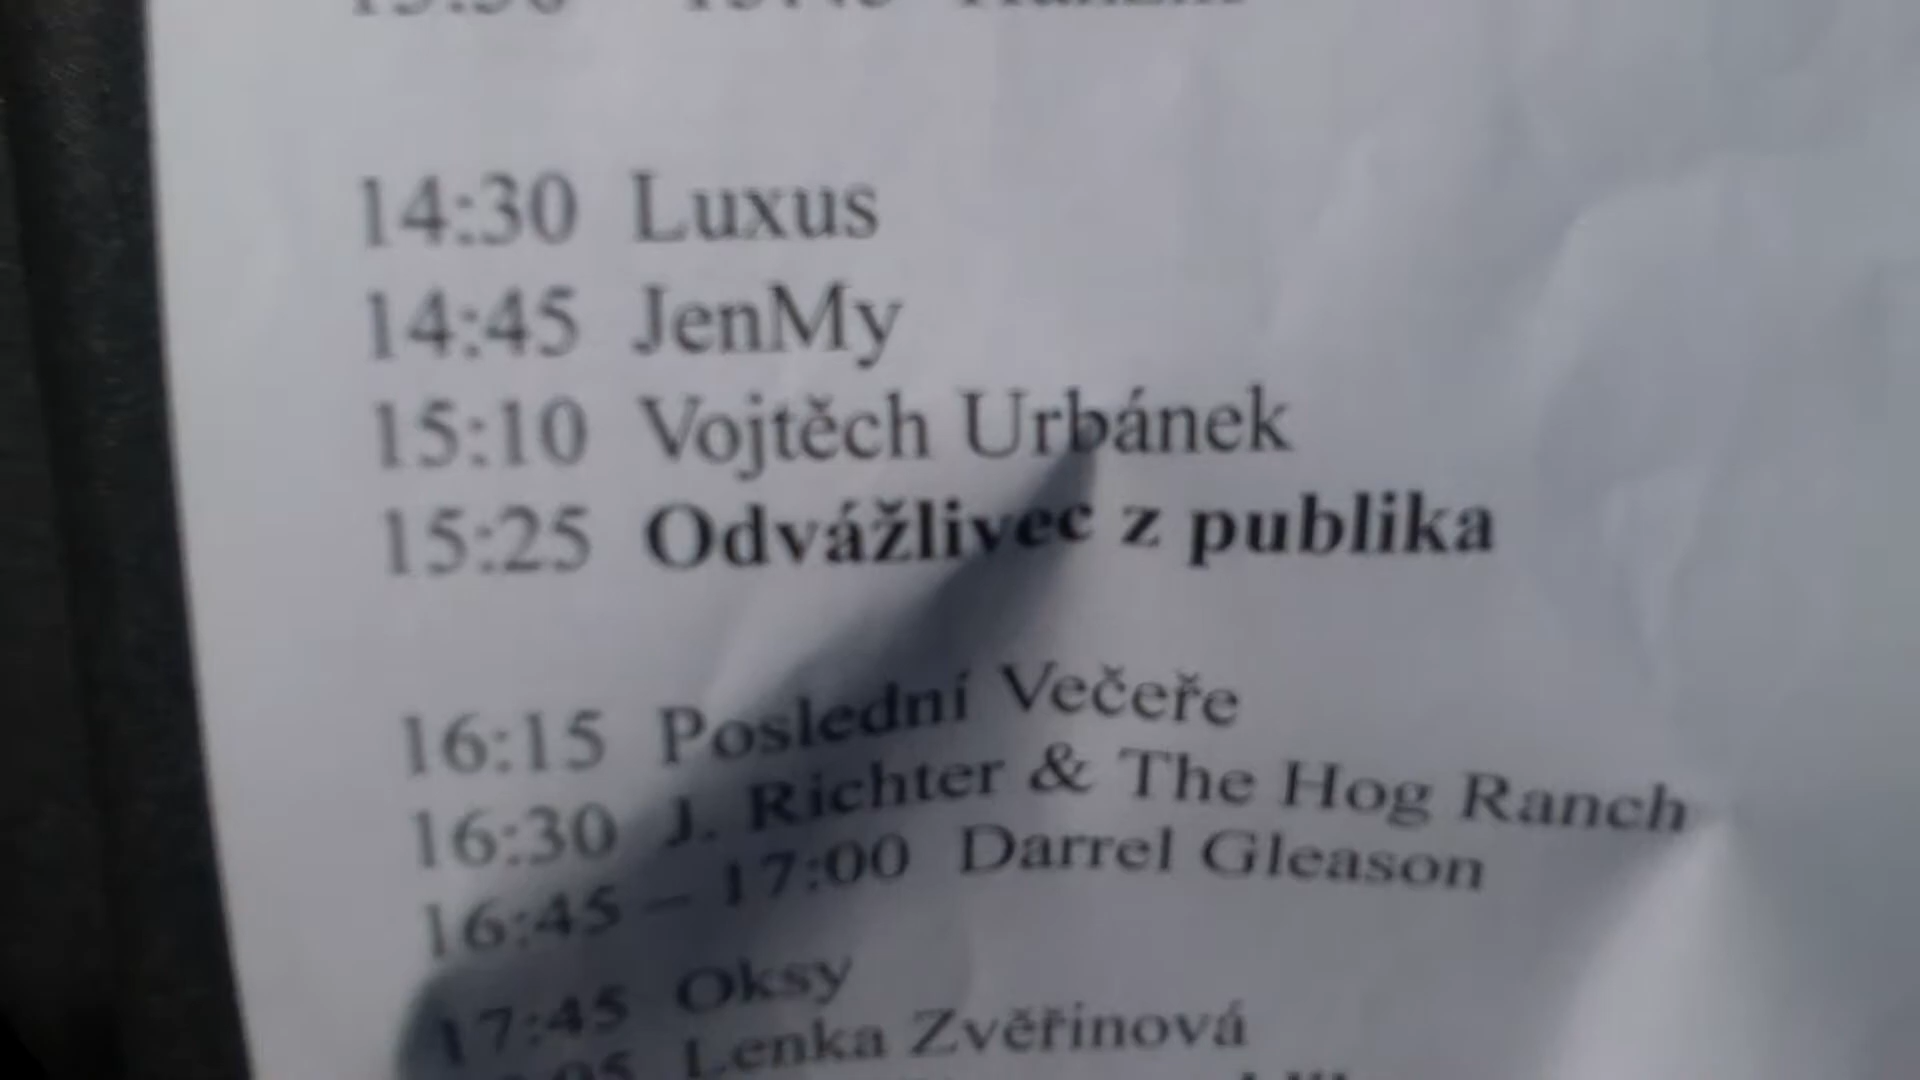 14:30 Luxus
14:45 JenMy
15:10 Vojtěch Urbánek
15:25 Odvážlivec z publika
16:15 Poslední Večeře
16:30 J. Richter & The Hog Ranch
16:45 – 17:00 Darrel Gleason
17:45 Oksy
Lenka Zvěřinová